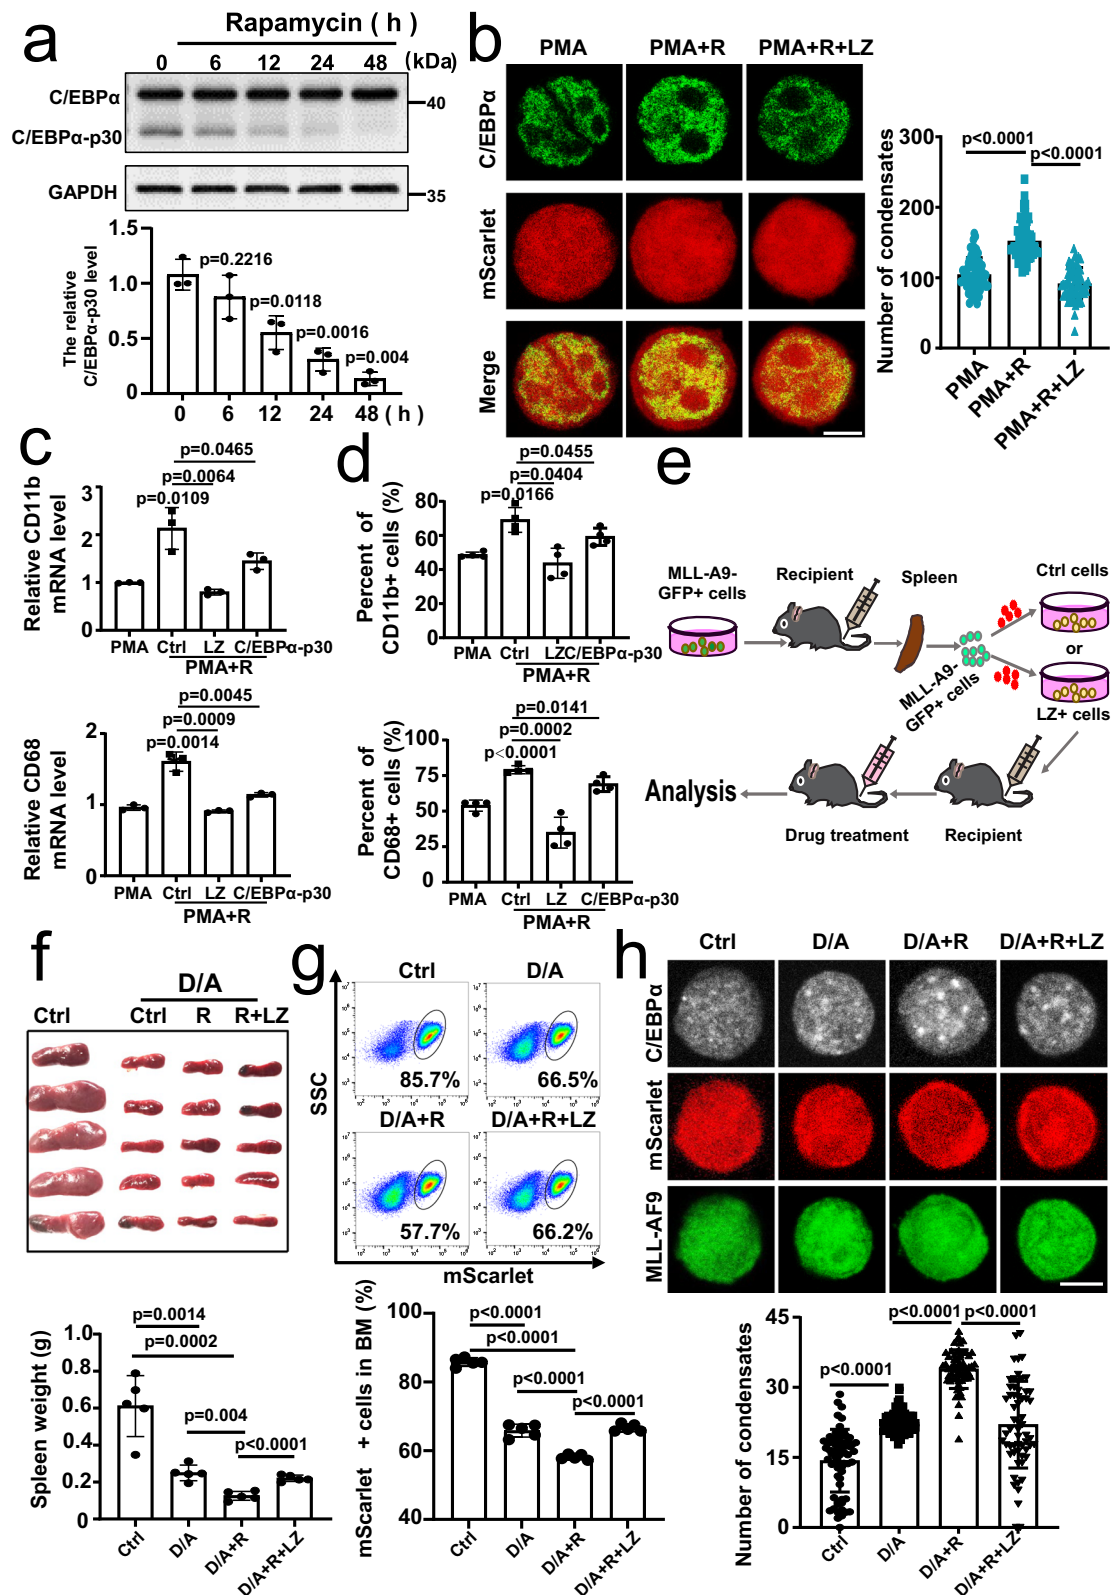 a
Rapamycin ( h )
0 6 12 24 48 (kDa)
C/EBPα
40
C/EBPα-p30
GAPDH
35
The relative
C/EBPα-p30 level
1.5
1.0
0.5
0
p=0.2216
p=0.0118
p=0.0016
p=0.004
0 6 12 24 48 ( h )
b
PMA PMA+R PMA+R+LZ
C/EBPα
mScarlet
Merge
Number of condensates
300
200
100
0
p<0.0001
p<0.0001
PMA
PMA+R
PMA+R+LZ
c
Relative CD11b
mRNA level
3
2
1
0
p=0.0465
p=0.0064
p=0.0109
PMA Ctrl LZ C/EBPα-p30
PMA+R
Relative CD68
mRNA level
2
1
0
p=0.0045
p=0.0009
p=0.0014
PMA Ctrl LZ C/EBPα-p30
PMA+R
d
Percent of
CD11b+ cells (%)
80
60
40
20
0
p=0.0455
p=0.0404
p=0.0166
PMA Ctrl LZC/EBPα-p30
PMA+R
Percent of
CD68+ cells (%)
100
75
50
25
0
p=0.0141
p=0.0002
p<0.0001
PMA Ctrl LZ C/EBPα-p30
PMA+R
e
MLL-A9-
GFP+ cells
Recipient
Spleen
Ctrl cells
or
MLL-A9-
GFP+ cells
LZ+ cells
Analysis
Drug treatment
Recipient
f
D/A
Ctrl Ctrl R R+LZ
Spleen weight (g)
1.0
0.8
0.6
0.4
0.2
0
p=0.0014
p=0.0002
p=0.004
p<0.0001
Ctrl
D/A
D/A+R
D/A+R+LZ
g
Ctrl D/A
85.7% 66.5%
D/A+R D/A+R+LZ
57.7% 66.2%
SSC
mScarlet
mScarlet + cells in BM (%)
100
80
60
40
p<0.0001
p<0.0001
p<0.0001
p<0.0001
Ctrl
D/A
D/A+R
D/A+R+LZ
h
Ctrl D/A D/A+R D/A+R+LZ
C/EBPα
mScarlet
MLL-AF9
Number of condensates
45
30
15
0
p<0.0001 p<0.0001
p<0.0001
Ctrl
D/A
D/A+R
D/A+R+LZ